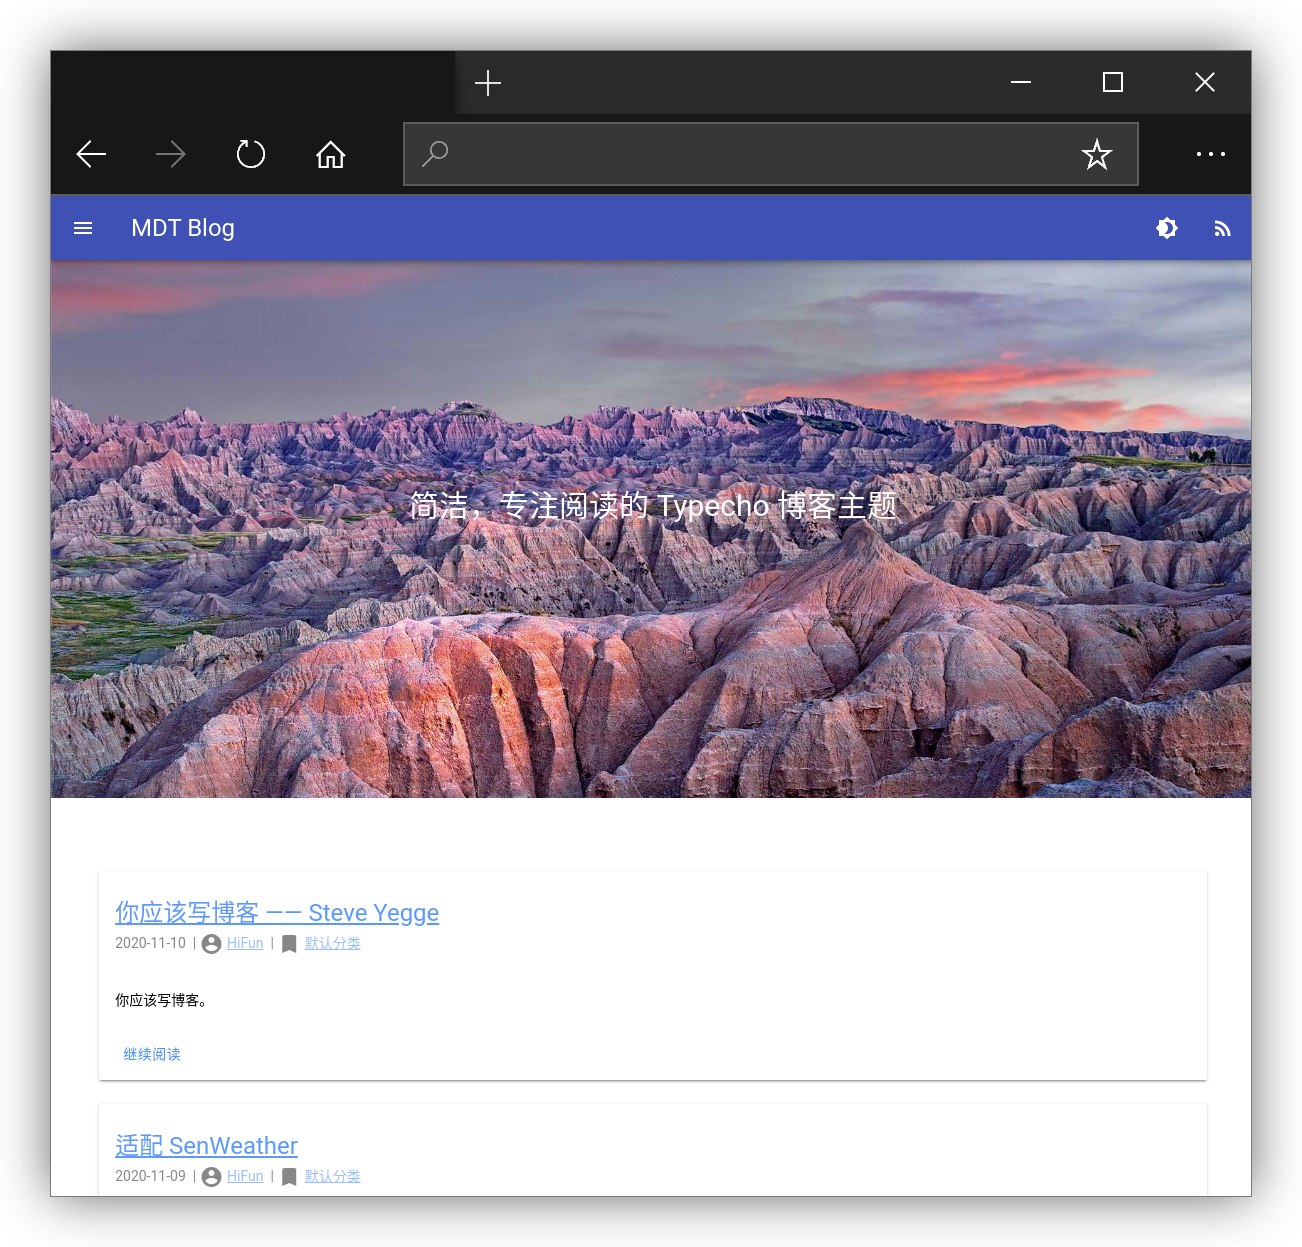 MDT Blog
简洁，专注阅读的 Typecho 博客主题
你应该写博客 —— Steve Yegge
2020-11-10 | HiFun | 默认分类
你应该写博客。
继续阅读
适配 SenWeather
2020-11-09 | HiFun | 默认分类